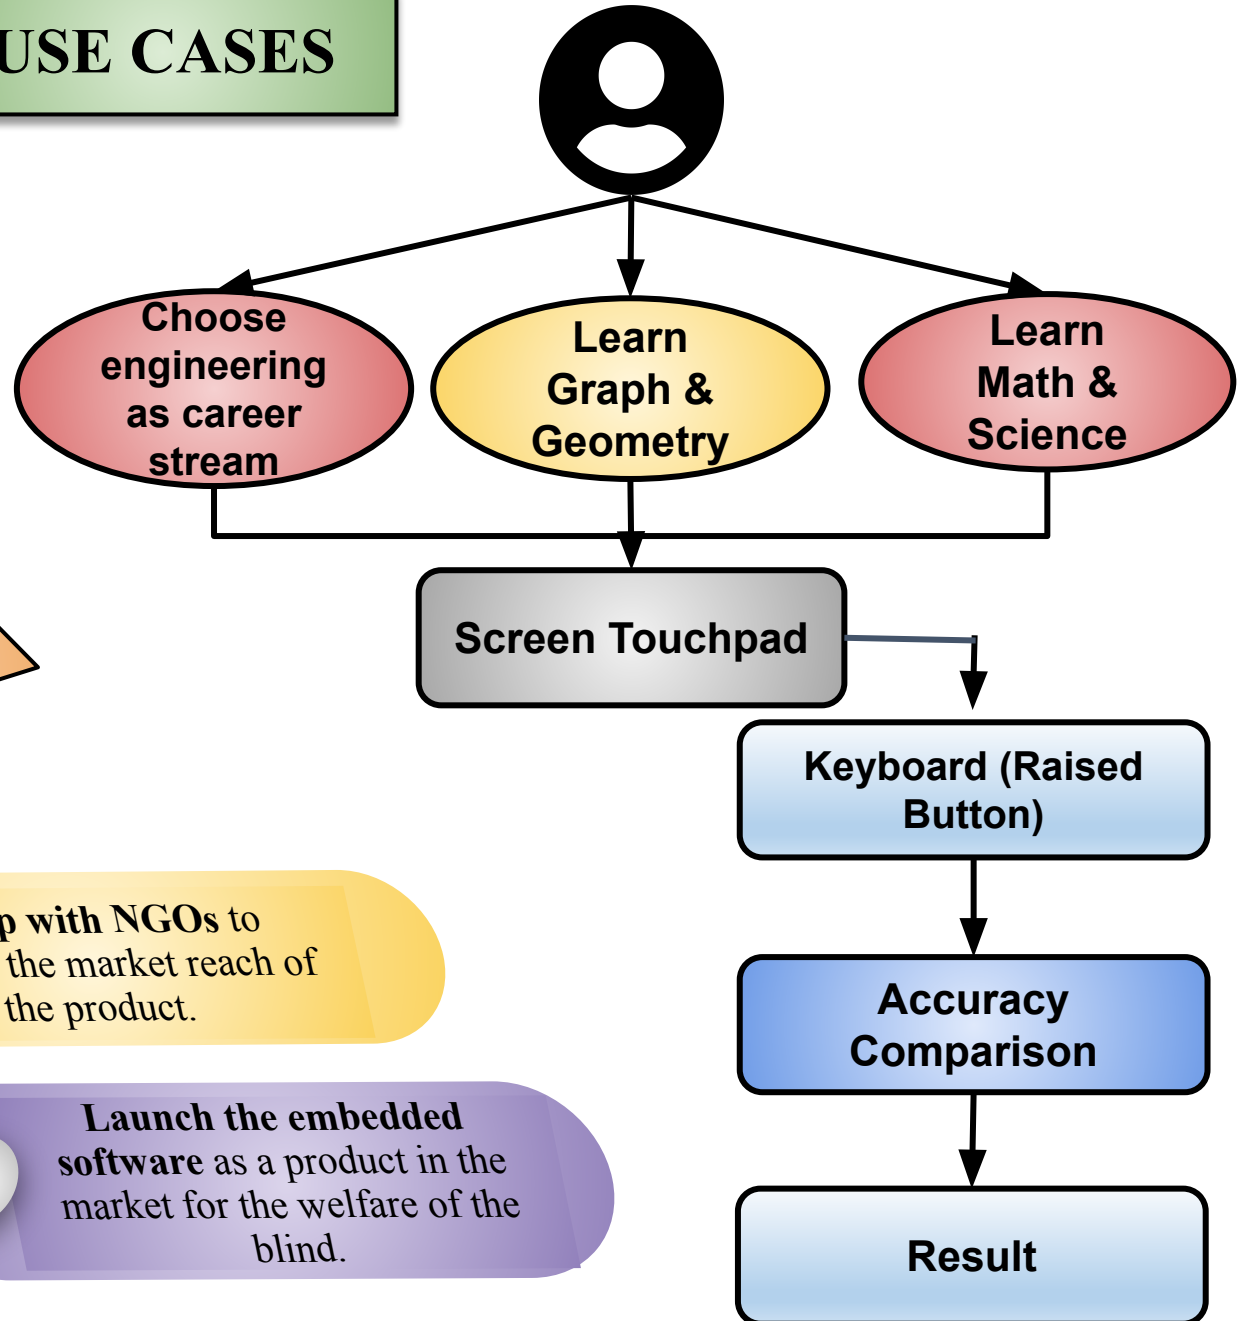 USE CASES
Choose
engineering
as career
stream
Learn
Graph &
Geometry
Learn
Math &
Science
Screen Touchpad
Keyboard (Raised
Button)
Accuracy
Comparison
Result
with NGOs to
the market reach of
the product.
Launch the embedded
software as a product in the
market for the welfare of the
blind.